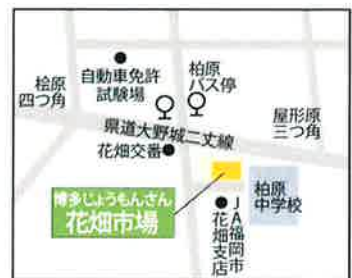 自動車免許
試験場
柏原
バス停
桧原
四つ角
県道大野城二丈線
屋形原
三つ角
花畑交番
博多じょうもんさん
花畑市場
柏原
中学校
JA福岡市
花畑支店